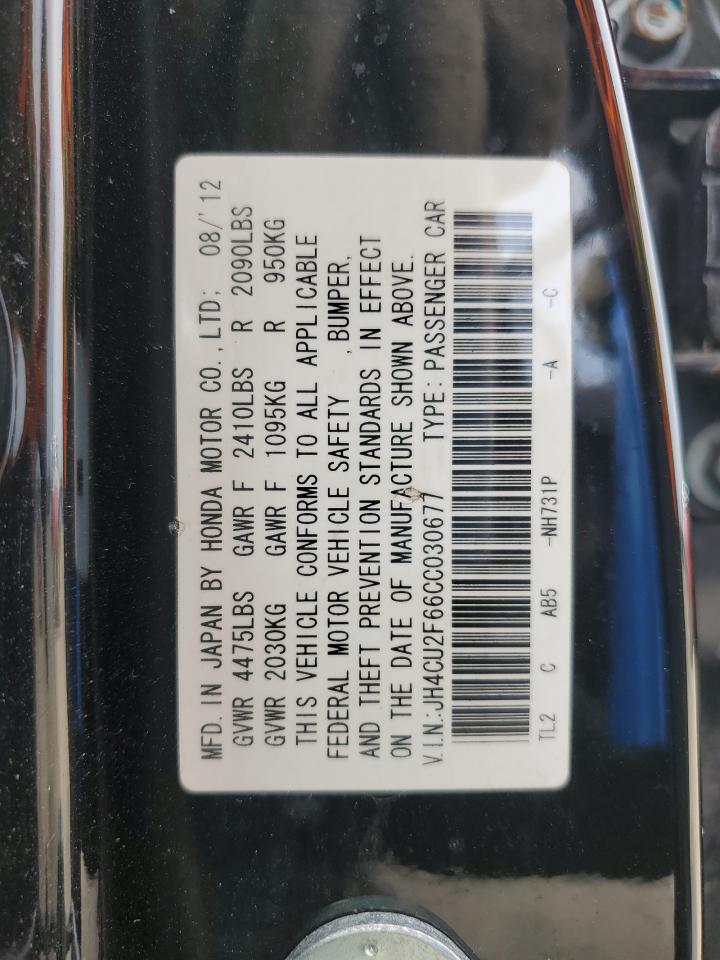 MFD. IN JAPAN BY HONDA MOTOR CO., LTD; 08/'12
GVWR 4475LBS GAWR F 2410LBS R 2090LBS
GVWR 2030KG GAWR F 1095KG R 950KG
THIS VEHICLE CONFORMS TO ALL APPLICABLE
FEDERAL MOTOR VEHICLE SAFETY ,BUMPER,
AND THEFT PREVENTION STANDARDS IN EFFECT
ON THE DATE OF MANUFACTURE SHOWN ABOVE.
V.I.N.:JH4CU2F66CC030677 TYPE: PASSENGER CAR
TL2 C AB5 -NH731P -A -C